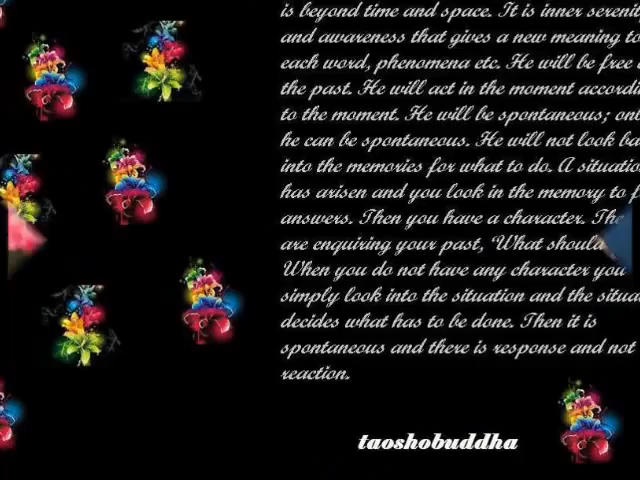 is beyond time and space. It is inner serenit
and awareness that gives a new meaning to
each word, phenomena etc. He will be free
the past. He will act in the moment accordi
to the moment. He will be spontaneous; onl
he can be spontaneous. He will not look ba
into the memories for what to do. A situatio
has arisen and you look in the memory to f
answers. Then you have a character. The
are enquiring your past, 'What should
When you do not have any character you
simply look into the situation and the situa
decides what has to be done. Then it is
spontaneous and there is response and not
reaction.
taoshobuddha